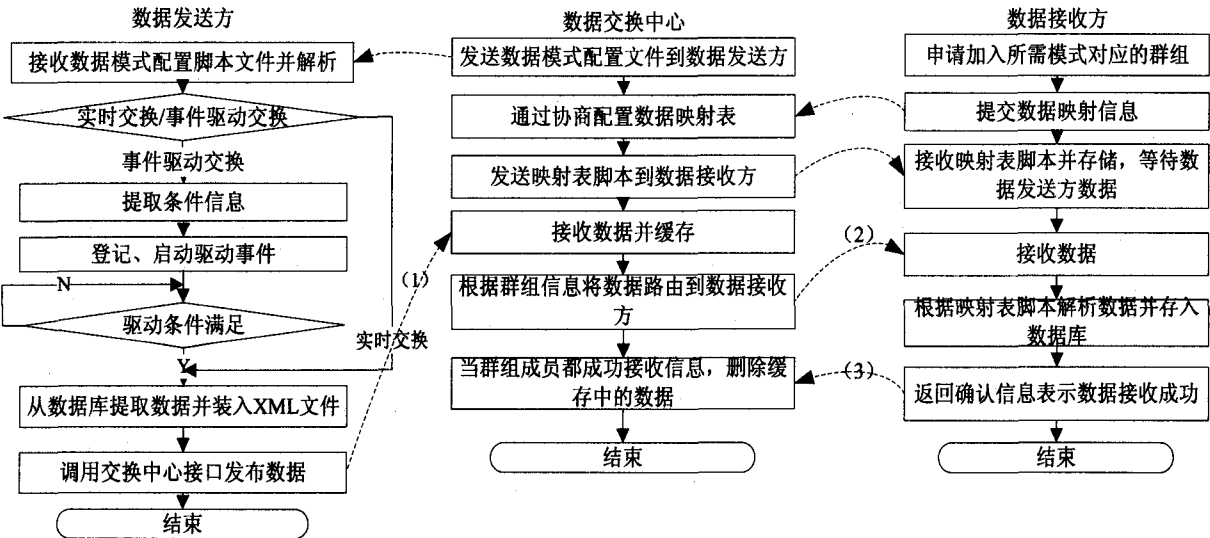 数据发送方
接收数据模式配置脚本文件并解析
实时交换/事件驱动交换
事件驱动交换
提取条件信息
登记、启动驱动事件
N
驱动条件满足
Y
实时交换
从数据库提取数据并装入XML文件
调用交换中心接口发布数据
结束
(1)
数据交换中心
发送数据模式配置文件到数据发送方
通过协商配置数据映射表
发送映射表脚本到数据接收方
接收数据并缓存
根据群组信息将数据路由到数据接收
方
当群组成员都成功接收信息，删除缓
存中的数据
结束
(2)
(3)
数据接收方
申请加入所需模式对应的群组
提交数据映射信息
接收映射表脚本并存储，等待数
据发送方数据
接收数据
根据映射表脚本解析数据并存入
数据库
返回确认信息表示数据接收成功
结束